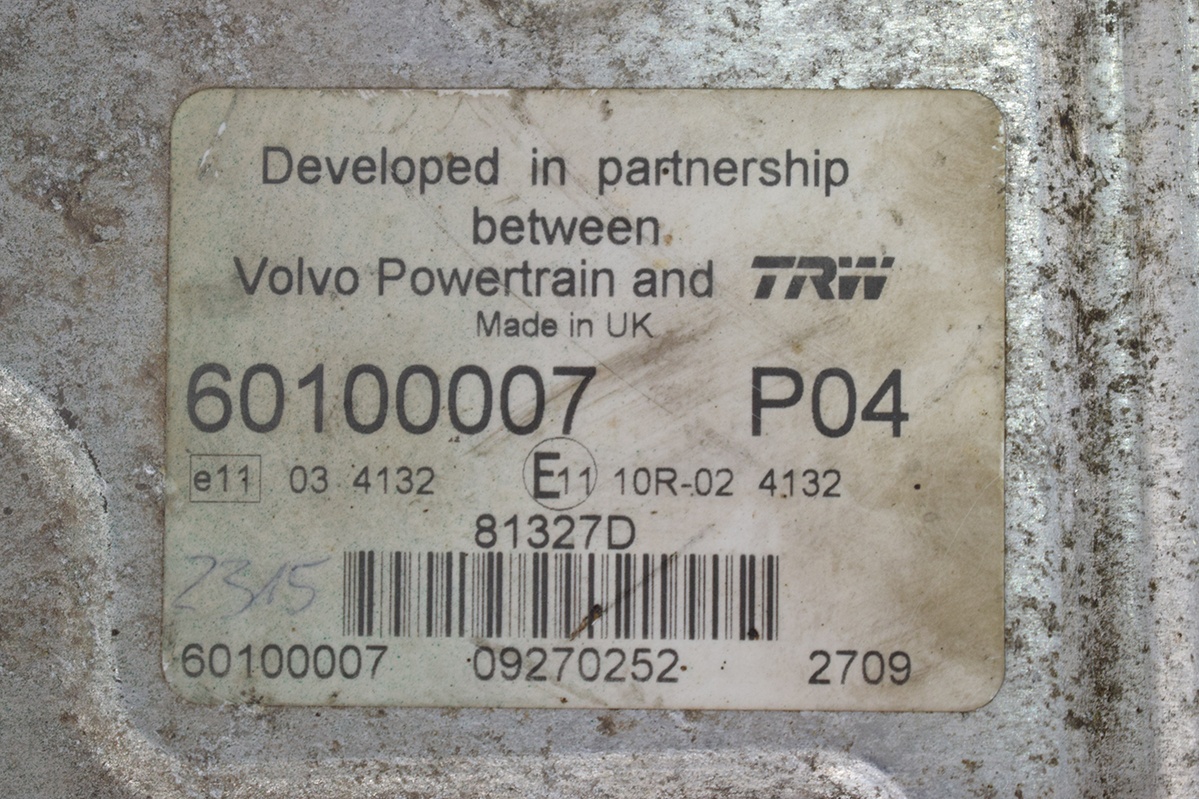 Developed in partnership
between
Volvo Powertrain and TRW
Made in UK
60100007 P04
e11 03 4132 E11 10R-02 4132
81327D
2315
60100007 09270252 2709